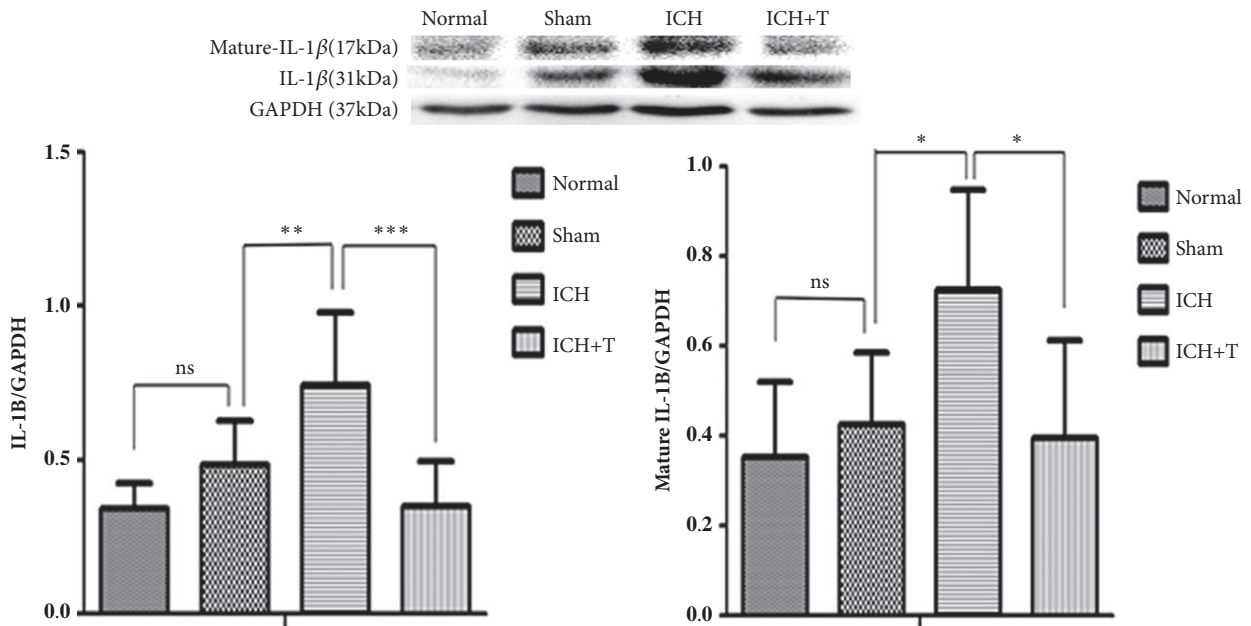 Normal Sham ICH ICH+T
Mature-IL-1β(17kDa)
IL-1β(31kDa)
GAPDH (37kDa)
IL-1B/GAPDH
1.5
1.0
0.5
0.0
ns
**
***
Normal
Sham
ICH
ICH+T
Mature IL-1B/GAPDH
1.0
0.8
0.6
0.4
0.2
0.0
ns
*
*
Normal
Sham
ICH
ICH+T